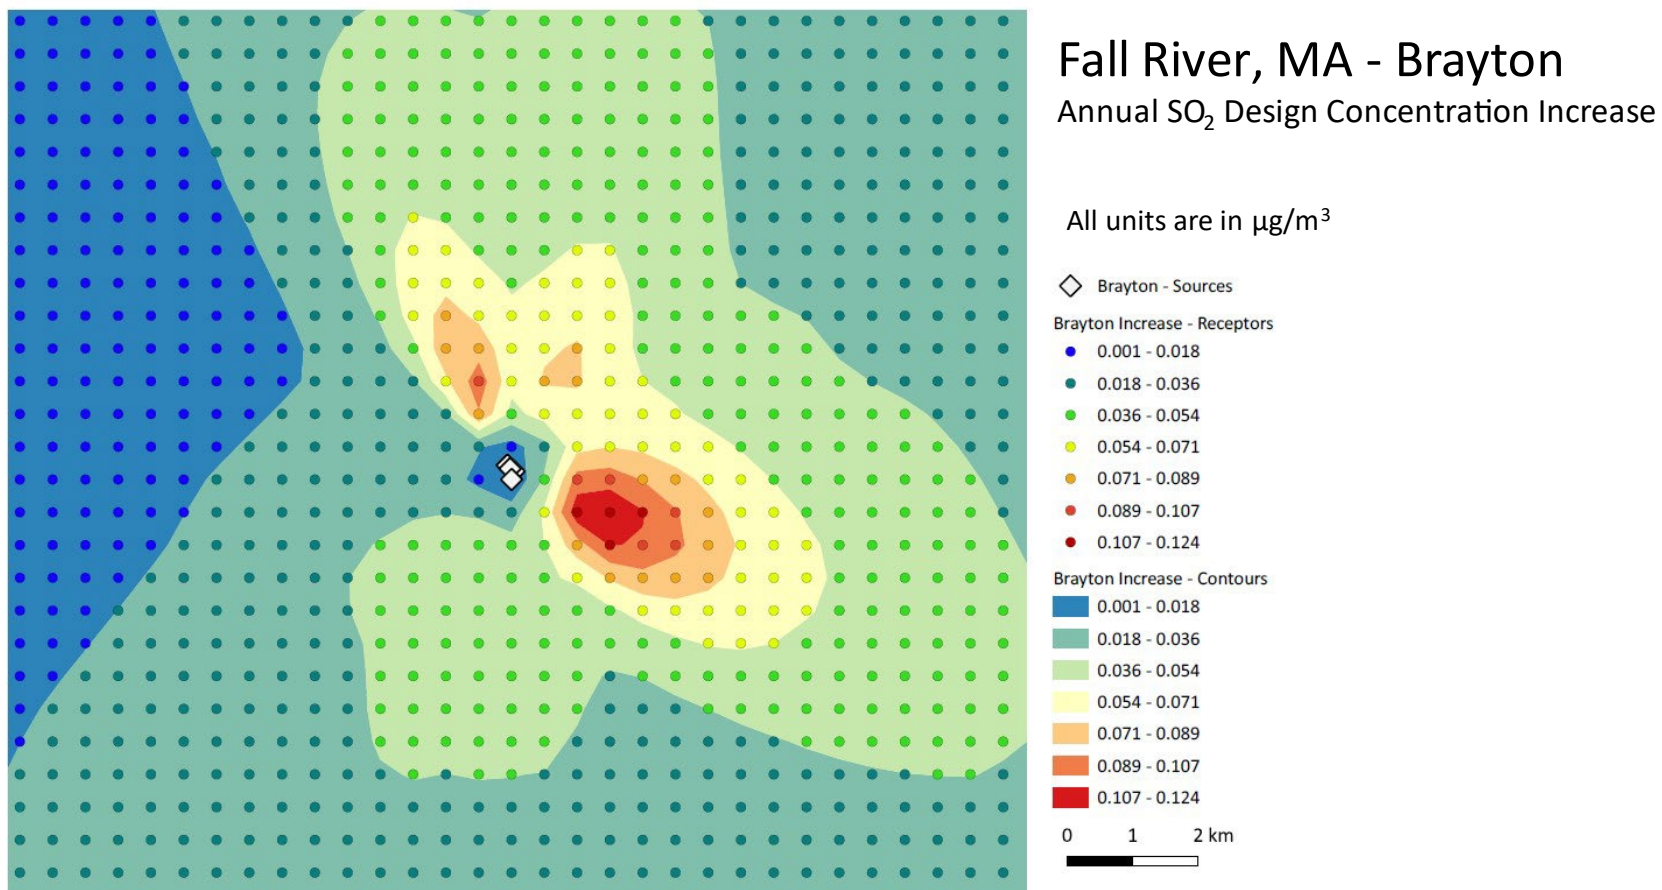 Fall River, MA - Brayton
Annual SO₂ Design Concentration Increase
All units are in µg/m³
Brayton - Sources
Brayton Increase - Receptors
0.001 - 0.018
0.018 - 0.036
0.036 - 0.054
0.054 - 0.071
0.071 - 0.089
0.089 - 0.107
0.107 - 0.124
Brayton Increase - Contours
0.001 - 0.018
0.018 - 0.036
0.036 - 0.054
0.054 - 0.071
0.071 - 0.089
0.089 - 0.107
0.107 - 0.124
0 1 2 km